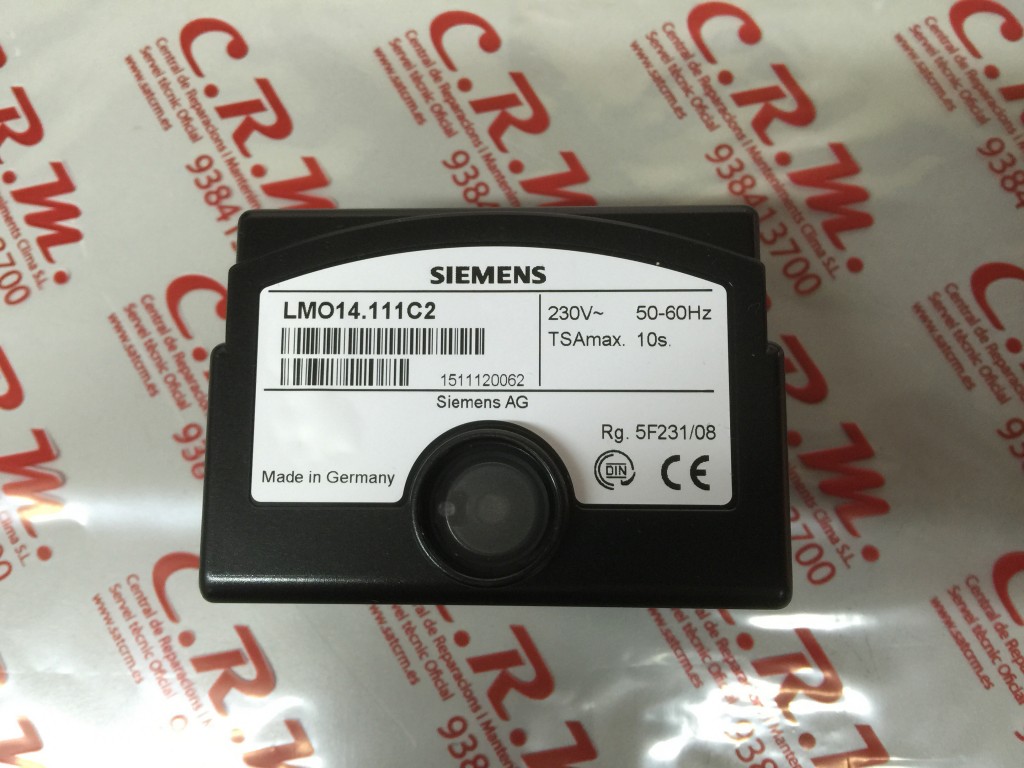 SIEMENS
LMO14.111C2
230V~ 50-60Hz
TSAmax. 10s.
1511120062
Siemens AG
Rg. 5F231/08
DIN
CE
Made in Germany
C.R.M.
Central de Reparacions i Manteniments Clima S.L.
Servei tècnic Oficial
www.satcrm.es
938413700